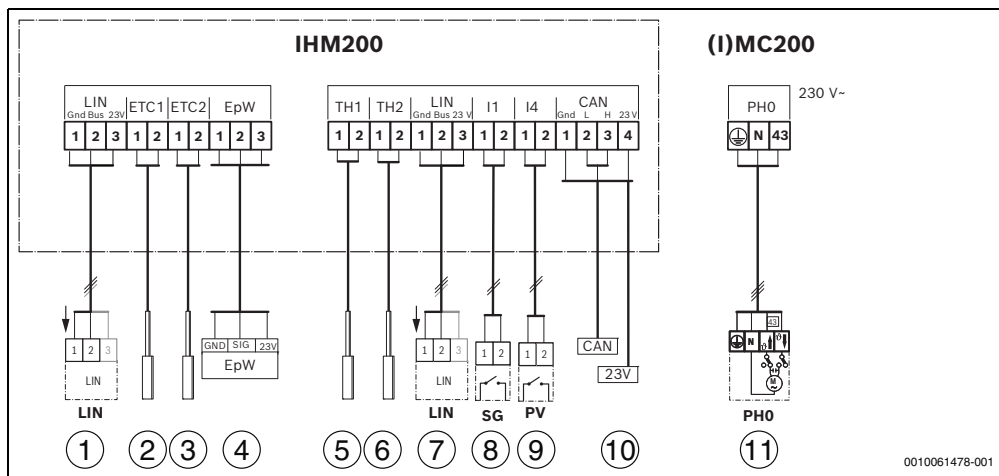 IHM200
(I)MC200
LIN ETC1 ETC2 EpW
Gnd Bus 23V
1 2 3 1 2 1 2 1 2 3
TH1 TH2 LIN I1 I4 CAN
Gnd Bus 23 V Gnd L H 23 V
1 2 1 2 1 2 3 1 2 1 2 1 2 3 4
PH0 230 V~
N 43
1 2 3
LIN
LIN
GND SIG 23V
EpW
1 2 3
LIN
LIN
1 2
SG
1 2
PV
CAN
23V
43
N ϑ ϑ
M
~
PH0
1 2 3 4 5 6 7 8 9 10 11
0010061478-001